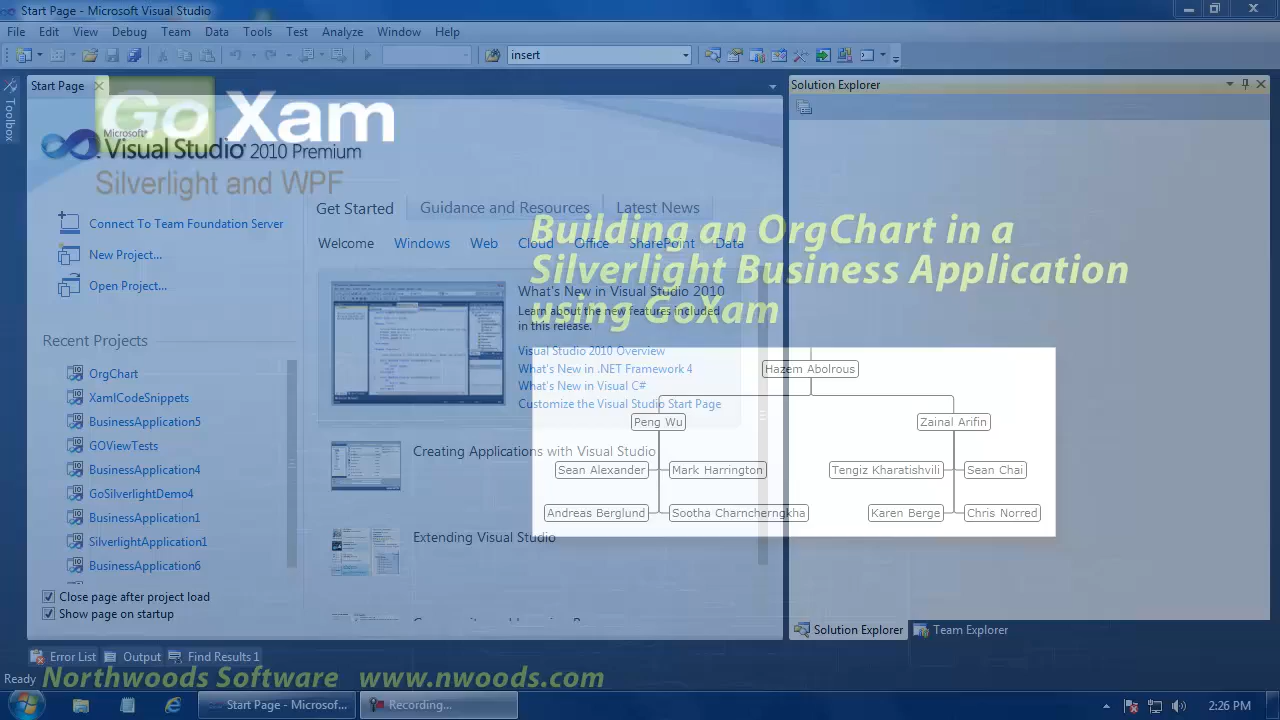 Start Page - Microsoft Visual Studio
File Edit View Debug Team Data Tools Test Analyze Window Help
insert
Toolbox
Start Page
Go Xam
Microsoft
Visual Studio 2010 Premium
Silverlight and WPF
Connect To Team Foundation Server
New Project...
Open Project...
Recent Projects
OrgChart
XamlCodeSnippets
BusinessApplication5
GOViewTests
BusinessApplication4
GoSilverlightDemo4
BusinessApplication1
SilverlightApplication1
BusinessApplication6
Close page after project load
Show page on startup
Get Started Guidance and Resources Latest News
Welcome Windows Web Cloud Office SharePoint Data
What's New in Visual Studio 2010
Learn about the new features included
in this release.
Visual Studio 2010 Overview
What's New in .NET Framework 4
What's New in Visual C#
Customize the Visual Studio Start Page
Creating Applications with Visual Studio
Extending Visual Studio
Building an OrgChart in a
Silverlight Business Application
using GoXam
Hazem Abolrous
Peng Wu Zainal Arifin
Sean Alexander Mark Harrington Tengiz Kharatishvili Sean Chai
Andreas Berglund Sootha Charncherngkha Karen Berge Chris Norred
Solution Explorer
Solution Explorer Team Explorer
Error List Output Find Results 1
Ready
Northwoods Software www.nwoods.com
Start Page - Microsof... Recording... 2:26 PM